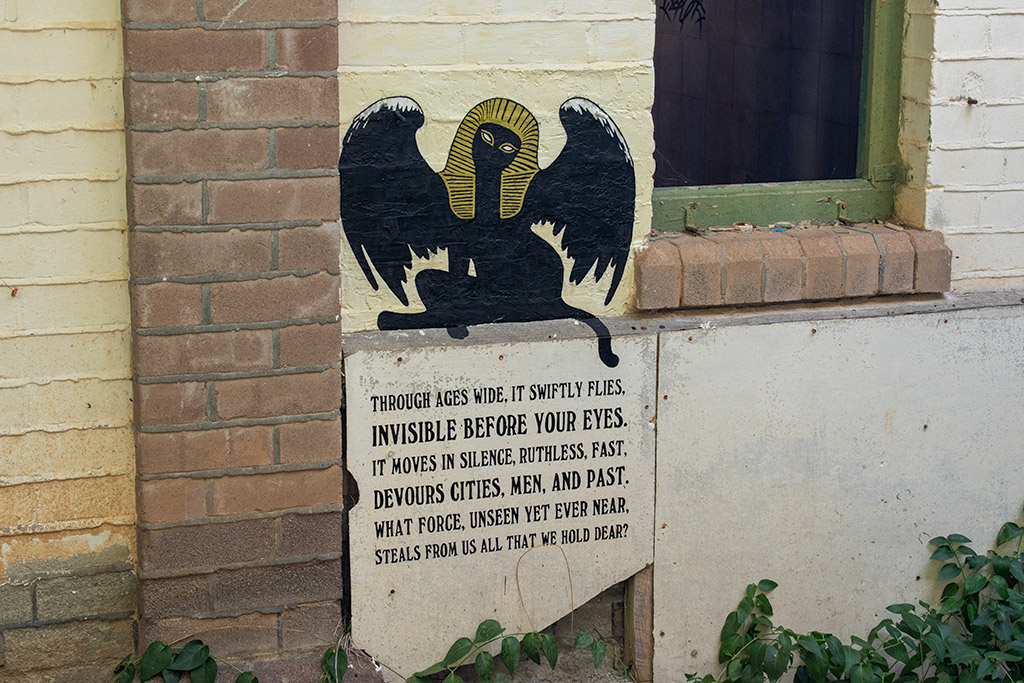 THROUGH AGES WIDE, IT SWIFTLY FLIES,
INVISIBLE BEFORE YOUR EYES.
IT MOVES IN SILENCE, RUTHLESS, FAST,
DEVOURS CITIES, MEN, AND PAST.
WHAT FORCE, UNSEEN YET EVER NEAR,
STEALS FROM US ALL THAT WE HOLD DEAR?